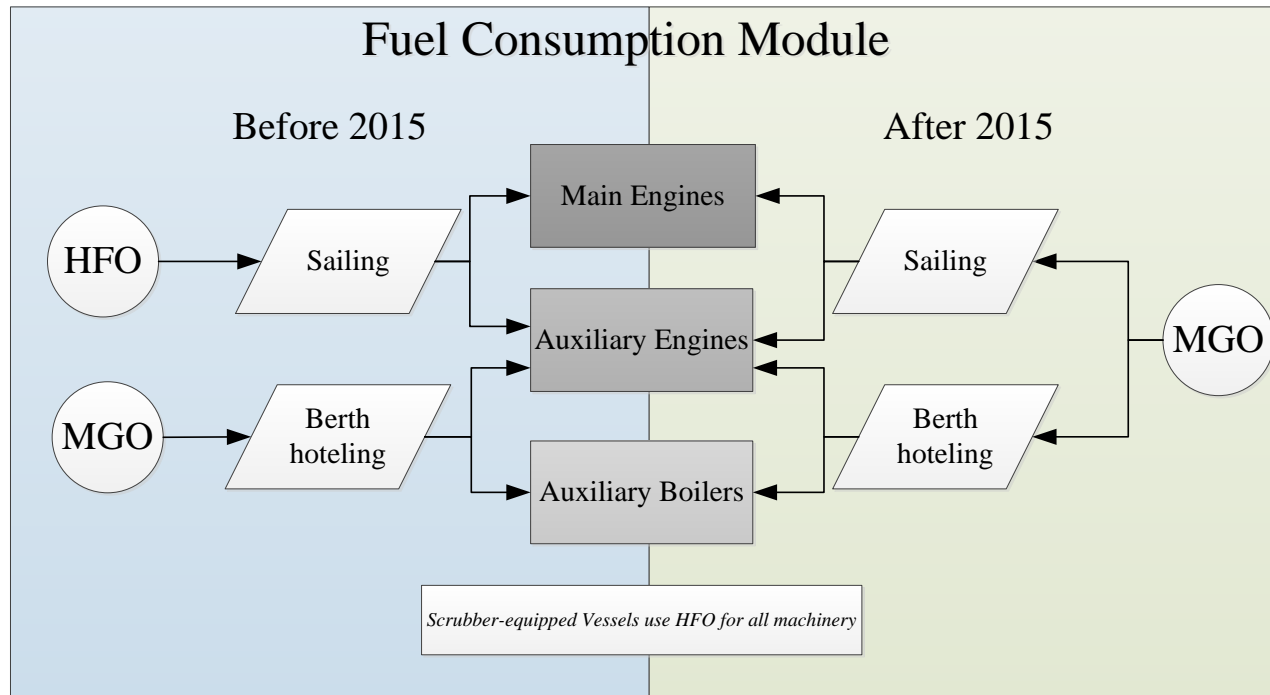 Fuel Consumption Module
Before 2015
After 2015
Main Engines
HFO
Sailing
Sailing
Auxiliary Engines
MGO
MGO
Berth
hoteling
Berth
hoteling
Auxiliary Boilers
Scrubber-equipped Vessels use HFO for all machinery